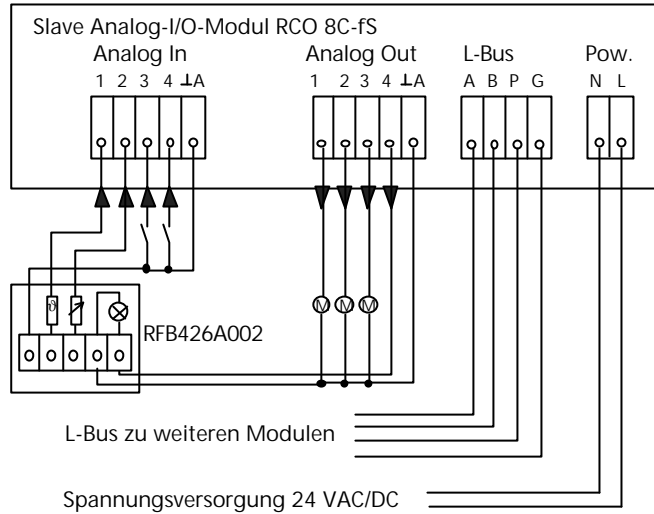 Slave Analog-I/O-Modul RCO 8C-fS
Analog In Analog Out L-Bus Pow.
1 2 3 4 ⊥A 1 2 3 4 ⊥A A B P G N L
M M M
ϑ
RFB426A002
L-Bus zu weiteren Modulen
Spannungsversorgung 24 VAC/DC